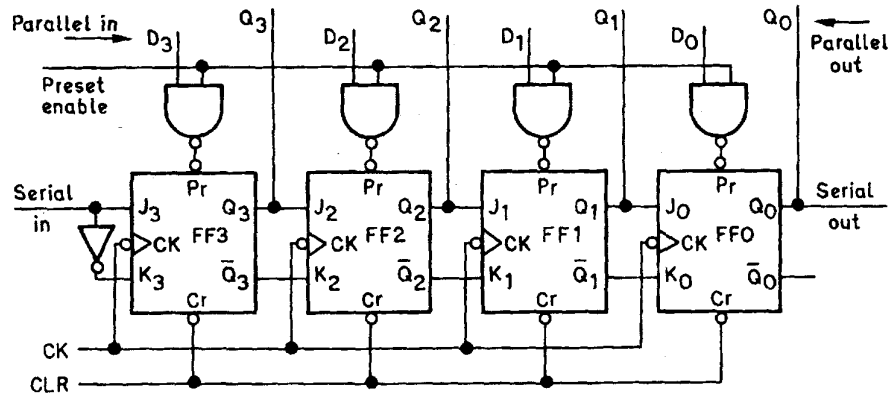 Parallel in
D3 Q3 D2 Q2 D1 Q1 D0 Q0
Parallel
out
Preset
enable
Pr Pr Pr Pr
Serial
in
J3 Q3 J2 Q2 J1 Q1 J0 Q0
Serial
out
CK FF3 CK FF2 CK FF1 CK FF0
K3 Q̅3 K2 Q̅2 K1 Q̅1 K0 Q̅0
Cr Cr Cr Cr
CK
CLR